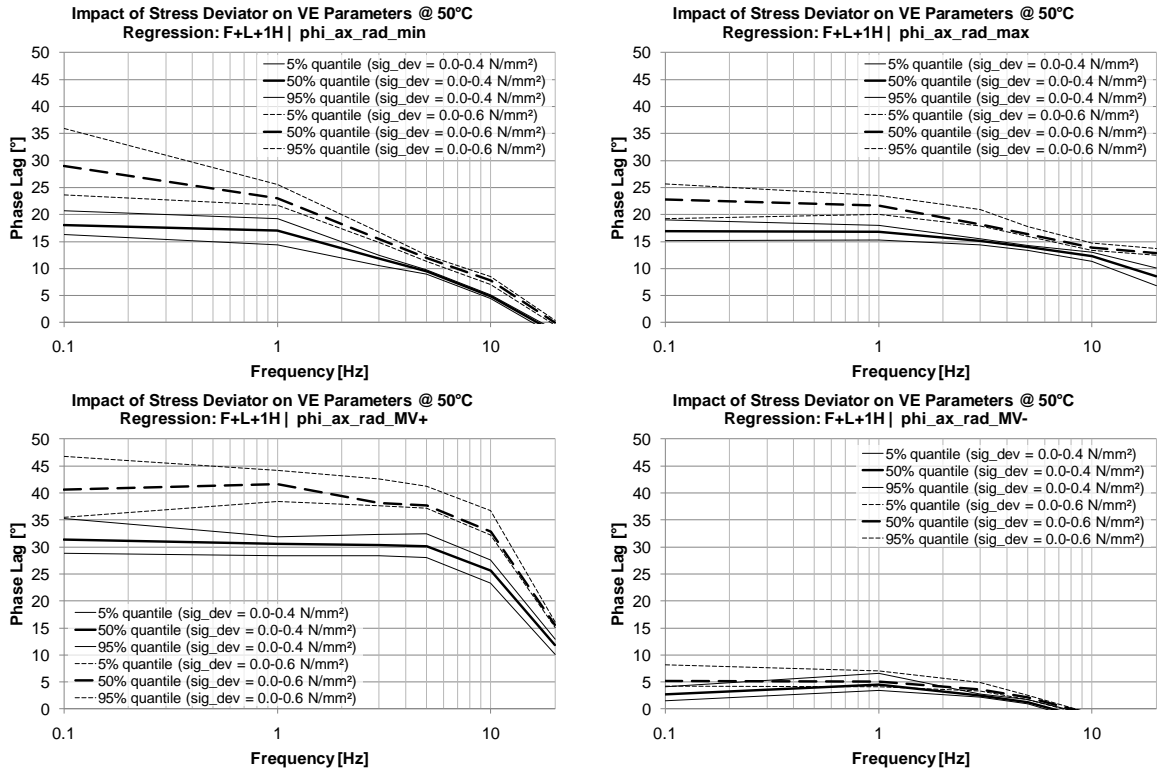 Impact of Stress Deviator on VE Parameters @ 50°C
Regression: F+L+1H | phi_ax_rad_min
50
45
40
35
30
25
20
15
10
5
0
Phase Lag [°]
5% quantile (sig_dev = 0.0-0.4 N/mm²)
50% quantile (sig_dev = 0.0-0.4 N/mm²)
95% quantile (sig_dev = 0.0-0.4 N/mm²)
5% quantile (sig_dev = 0.0-0.6 N/mm²)
50% quantile (sig_dev = 0.0-0.6 N/mm²)
95% quantile (sig_dev = 0.0-0.6 N/mm²)
0.1 1 10
Frequency [Hz]
Impact of Stress Deviator on VE Parameters @ 50°C
Regression: F+L+1H | phi_ax_rad_max
50
45
40
35
30
25
20
15
10
5
0
Phase Lag [°]
5% quantile (sig_dev = 0.0-0.4 N/mm²)
50% quantile (sig_dev = 0.0-0.4 N/mm²)
95% quantile (sig_dev = 0.0-0.4 N/mm²)
5% quantile (sig_dev = 0.0-0.6 N/mm²)
50% quantile (sig_dev = 0.0-0.6 N/mm²)
95% quantile (sig_dev = 0.0-0.6 N/mm²)
0.1 1 10
Frequency [Hz]
Impact of Stress Deviator on VE Parameters @ 50°C
Regression: F+L+1H | phi_ax_rad_MV+
50
45
40
35
30
25
20
15
10
5
0
Phase Lag [°]
5% quantile (sig_dev = 0.0-0.4 N/mm²)
50% quantile (sig_dev = 0.0-0.4 N/mm²)
95% quantile (sig_dev = 0.0-0.4 N/mm²)
5% quantile (sig_dev = 0.0-0.6 N/mm²)
50% quantile (sig_dev = 0.0-0.6 N/mm²)
95% quantile (sig_dev = 0.0-0.6 N/mm²)
0.1 1 10
Frequency [Hz]
Impact of Stress Deviator on VE Parameters @ 50°C
Regression: F+L+1H | phi_ax_rad_MV-
50
45
40
35
30
25
20
15
10
5
0
Phase Lag [°]
5% quantile (sig_dev = 0.0-0.4 N/mm²)
50% quantile (sig_dev = 0.0-0.4 N/mm²)
95% quantile (sig_dev = 0.0-0.4 N/mm²)
5% quantile (sig_dev = 0.0-0.6 N/mm²)
50% quantile (sig_dev = 0.0-0.6 N/mm²)
95% quantile (sig_dev = 0.0-0.6 N/mm²)
0.1 1 10
Frequency [Hz]